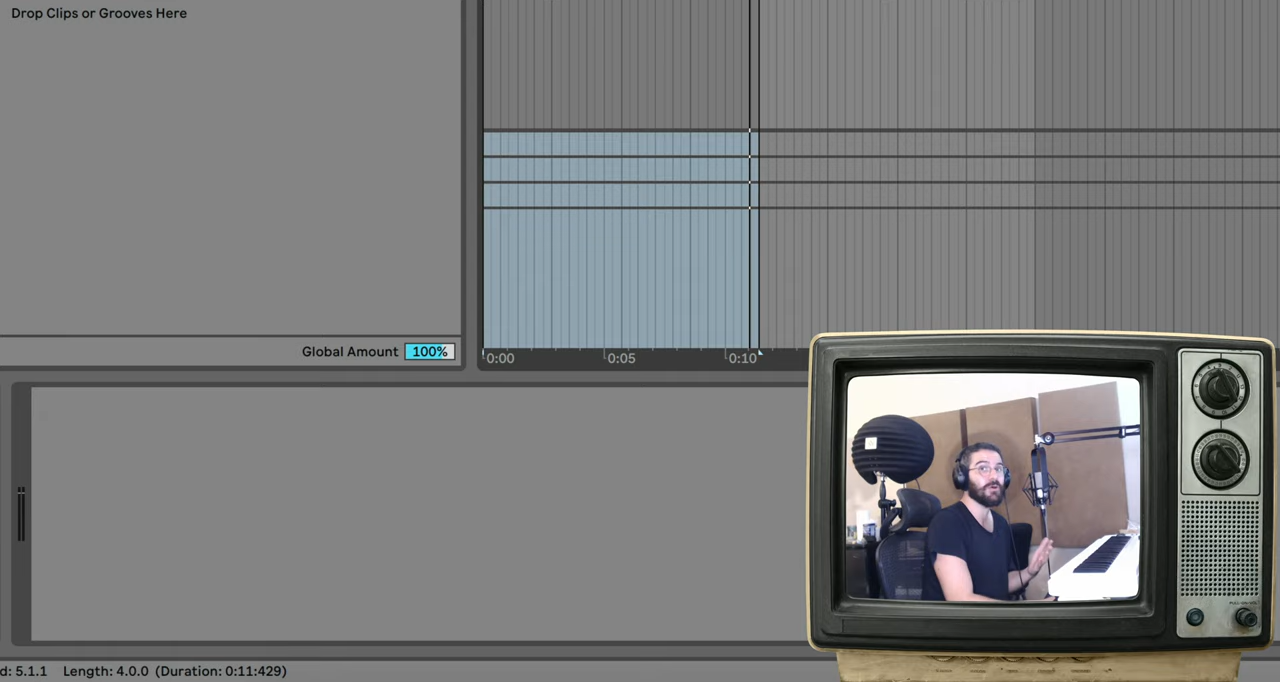 Drop Clips or Grooves Here
Global Amount 100%
0:00 0:05 0:10
d: 5.1.1 Length: 4.0.0 (Duration: 0:11:429)